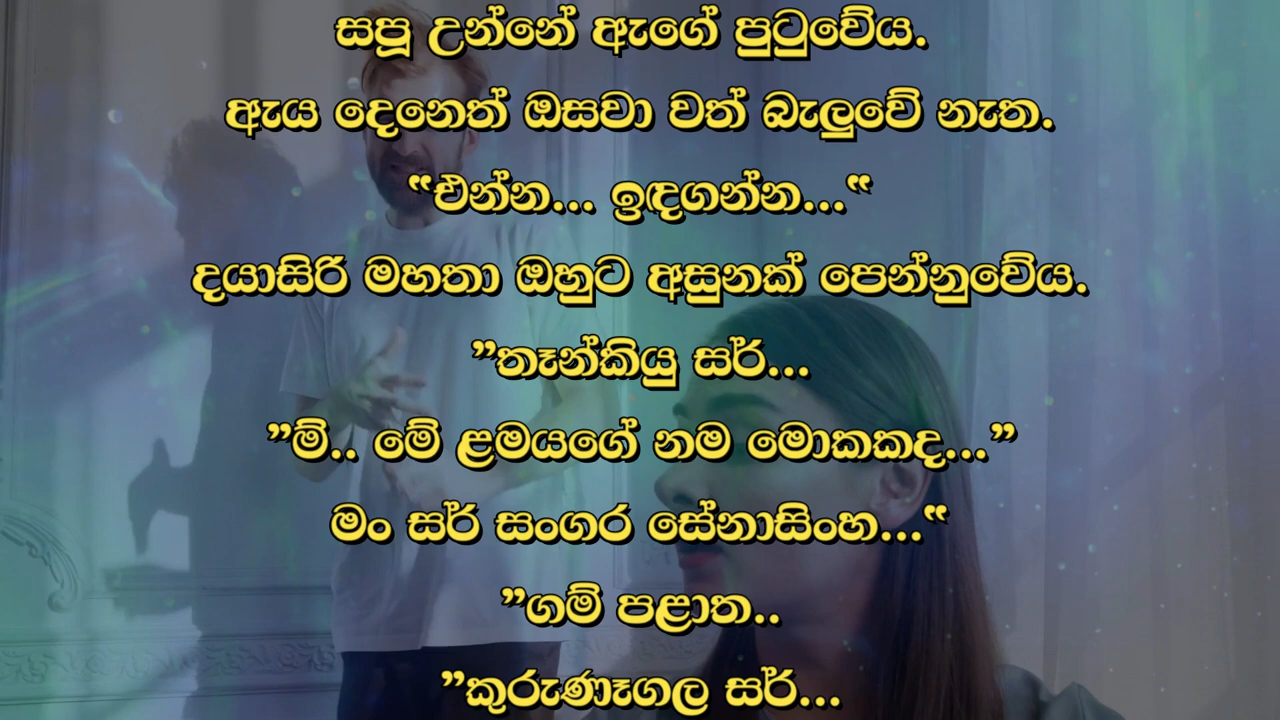 සපූ උන්නේ ඇගේ පුටුවේය.
ඇය දෙනෙත් ඔසවා වත් බැලුවේ නැත.
“එන්න... ඉඳගන්න...“
දයාසිරි මහතා ඔහුට අසුනක් පෙන්නුවේය.
”තෑන්කියු සර්...
”ම්.. මේ ළමයගේ නම මොකකද...”
මං සර් සංගර සේනාසිංහ...“
”ගම් පළාත..
”කුරුණෑගල සර්...